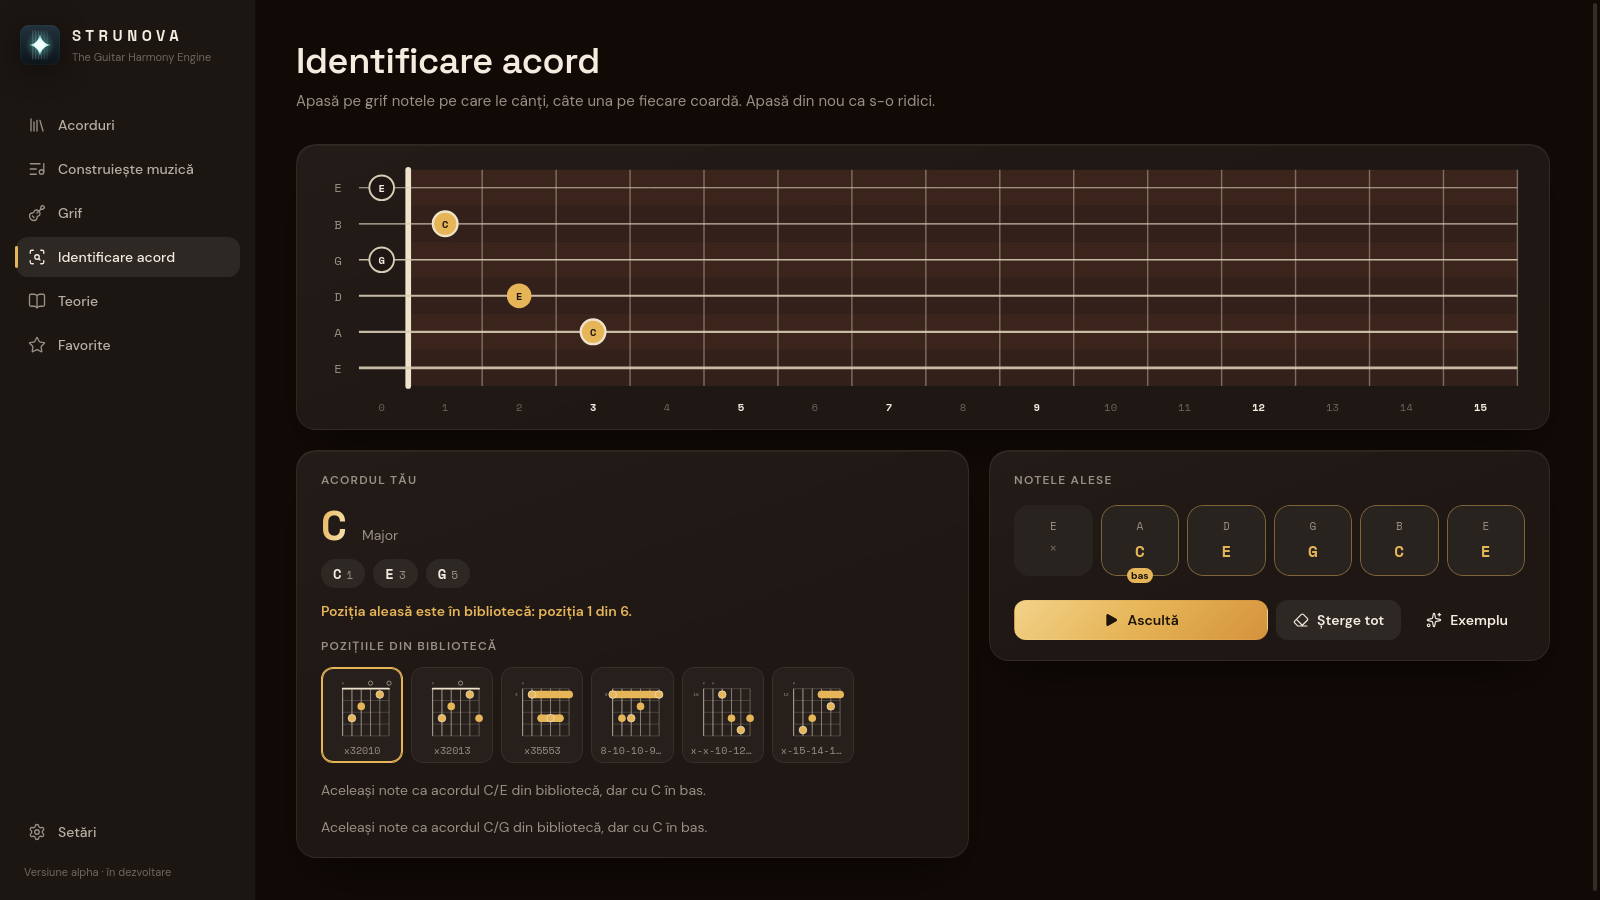 STRUNOVA
The Guitar Harmony Engine
Acorduri
Construiește muzică
Grif
Identificare acord
Teorie
Favorite
Setări
Versiune alpha · în dezvoltare
Identificare acord
Apasă pe grif notele pe care le cânți, câte una pe fiecare coardă. Apasă din nou ca s-o ridici.
E E
B C
G G
D E
A C
E
0 1 2 3 4 5 6 7 8 9 10 11 12 13 14 15
ACORDUL TĂU
C Major
C 1 E 3 G 5
Poziția aleasă este în bibliotecă: poziția 1 din 6.
POZIȚIILE DIN BIBLIOTECĂ
x32010 x32013 x35553 8-10-10-9… x-x-10-12… x-15-14-1…
Aceleași note ca acordul C/E din bibliotecă, dar cu C în bas.
Aceleași note ca acordul C/G din bibliotecă, dar cu C în bas.
NOTELE ALESE
E A D G B E
× C E G C E
bas
Ascultă Șterge tot Exemplu